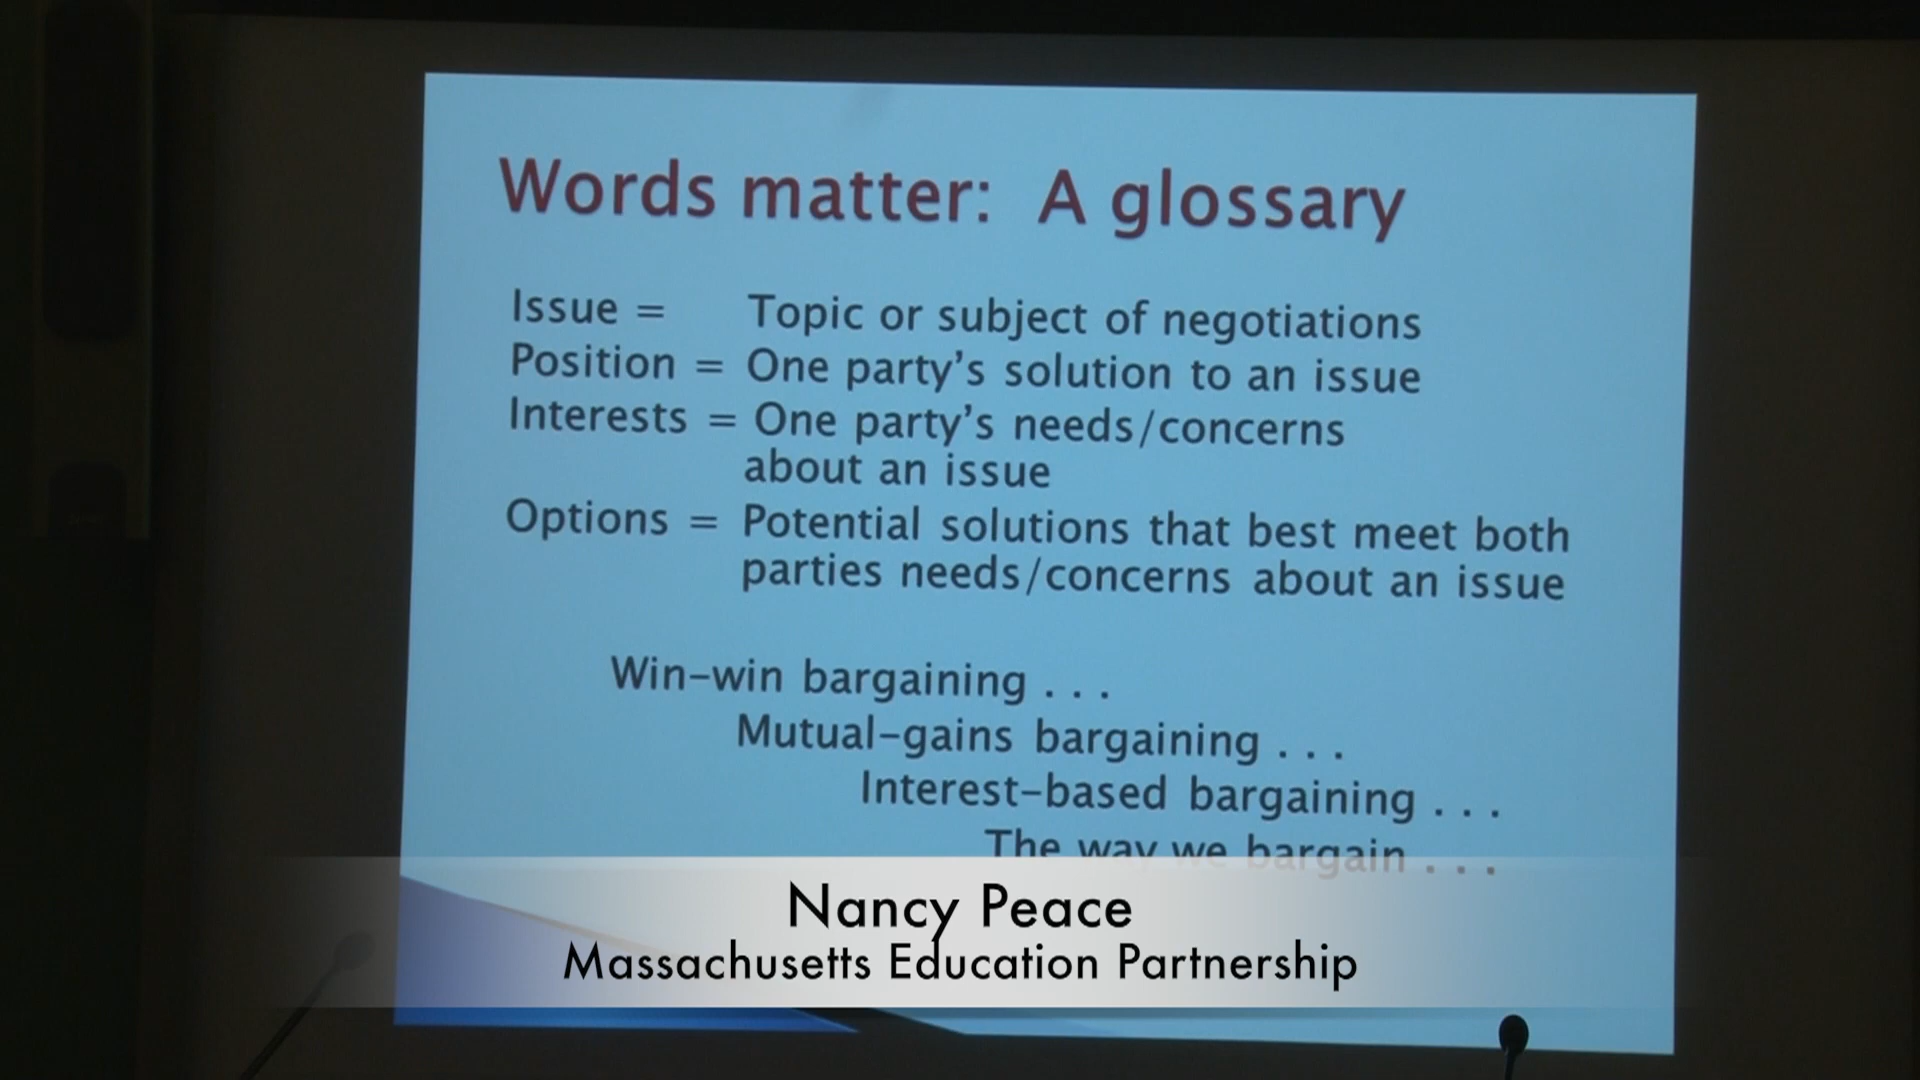 Words matter: A glossary
Issue = Topic or subject of negotiations
Position = One party's solution to an issue
Interests = One party's needs/concerns
about an issue
Options = Potential solutions that best meet both
parties needs/concerns about an issue
Win-win bargaining . . .
Mutual-gains bargaining . . .
Interest-based bargaining . . .
The way we bargain . . .
Nancy Peace
Massachusetts Education Partnership